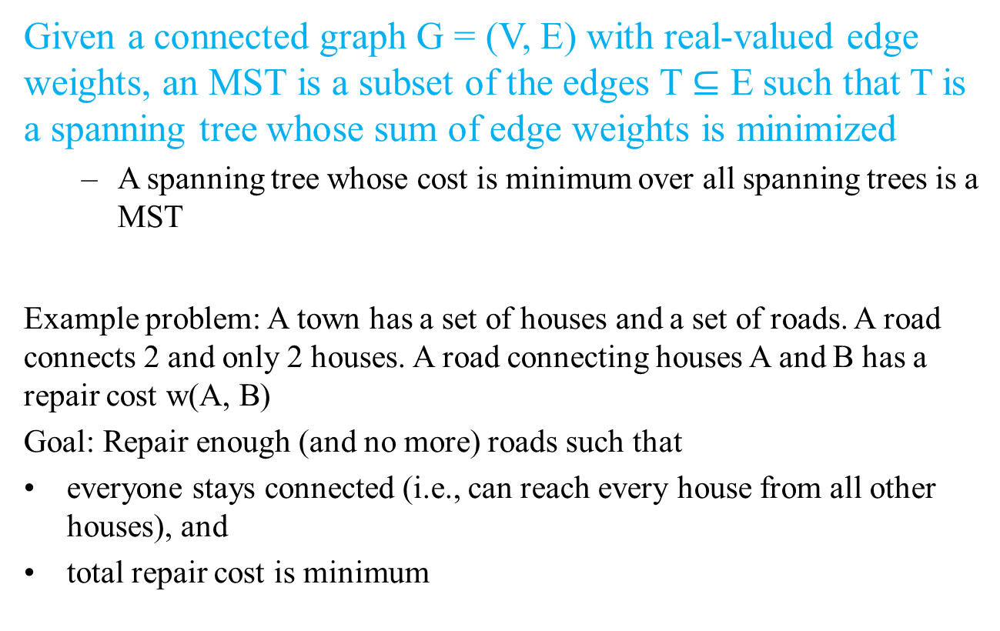 Given a connected graph G = (V, E) with real-valued edge
weights, an MST is a subset of the edges T ⊆ E such that T is
a spanning tree whose sum of edge weights is minimized
– A spanning tree whose cost is minimum over all spanning trees is a
MST
Example problem: A town has a set of houses and a set of roads. A road
connects 2 and only 2 houses. A road connecting houses A and B has a
repair cost w(A, B)
Goal: Repair enough (and no more) roads such that
• everyone stays connected (i.e., can reach every house from all other
houses), and
• total repair cost is minimum